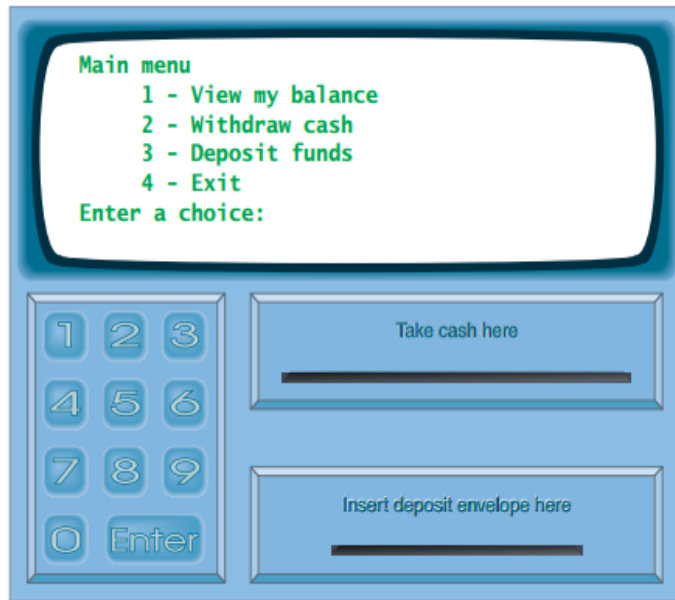 Main menu
1 - View my balance
2 - Withdraw cash
3 - Deposit funds
4 - Exit
Enter a choice:
1 2 3
4 5 6
7 8 9
0 Enter
Take cash here
Insert deposit envelope here